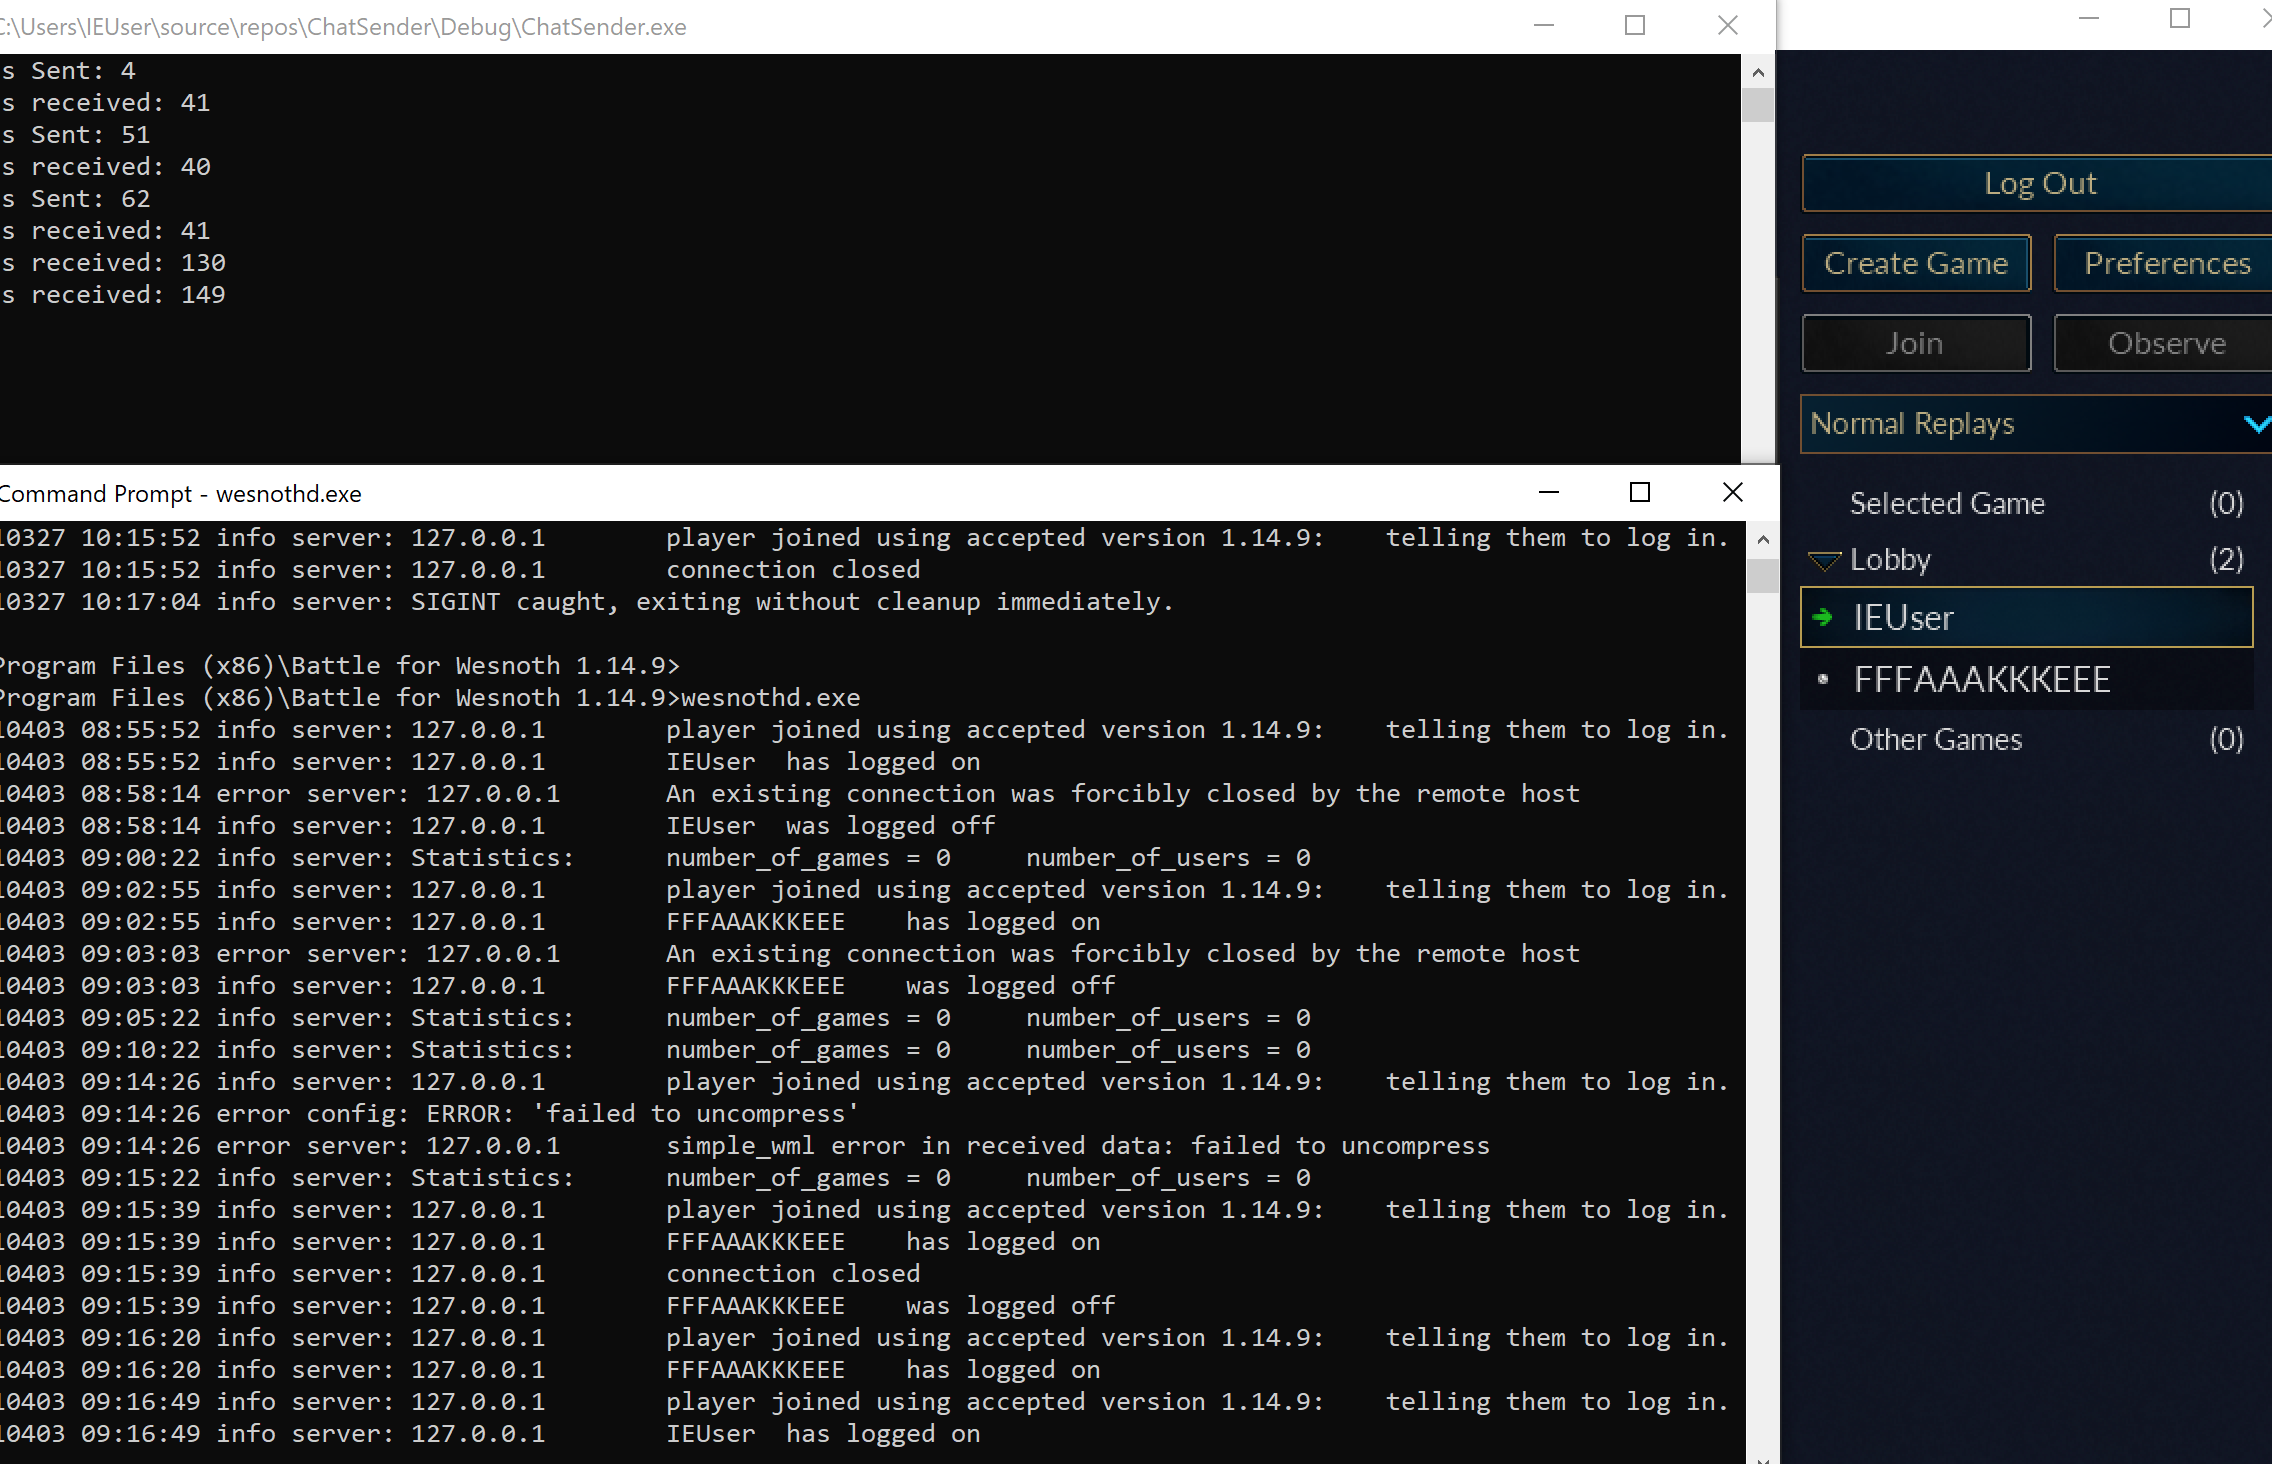 C:\Users\IEUser\source\repos\ChatSender\Debug\ChatSender.exe
s Sent: 4
s received: 41
s Sent: 51
s received: 40
s Sent: 62
s received: 41
s received: 130
s received: 149
Command Prompt - wesnothd.exe
10327 10:15:52 info server: 127.0.0.1 player joined using accepted version 1.14.9: telling them to log in.
10327 10:15:52 info server: 127.0.0.1 connection closed
10327 10:17:04 info server: SIGINT caught, exiting without cleanup immediately.
Program Files (x86)\Battle for Wesnoth 1.14.9>
Program Files (x86)\Battle for Wesnoth 1.14.9>wesnothd.exe
10403 08:55:52 info server: 127.0.0.1 player joined using accepted version 1.14.9: telling them to log in.
10403 08:55:52 info server: 127.0.0.1 IEUser has logged on
10403 08:58:14 error server: 127.0.0.1 An existing connection was forcibly closed by the remote host
10403 08:58:14 info server: 127.0.0.1 IEUser was logged off
10403 09:00:22 info server: Statistics: number_of_games = 0 number_of_users = 0
10403 09:02:55 info server: 127.0.0.1 player joined using accepted version 1.14.9: telling them to log in.
10403 09:02:55 info server: 127.0.0.1 FFFAAAKKKEEE has logged on
10403 09:03:03 error server: 127.0.0.1 An existing connection was forcibly closed by the remote host
10403 09:03:03 info server: 127.0.0.1 FFFAAAKKKEEE was logged off
10403 09:05:22 info server: Statistics: number_of_games = 0 number_of_users = 0
10403 09:10:22 info server: Statistics: number_of_games = 0 number_of_users = 0
10403 09:14:26 info server: 127.0.0.1 player joined using accepted version 1.14.9: telling them to log in.
10403 09:14:26 error config: ERROR: 'failed to uncompress'
10403 09:14:26 error server: 127.0.0.1 simple_wml error in received data: failed to uncompress
10403 09:15:22 info server: Statistics: number_of_games = 0 number_of_users = 0
10403 09:15:39 info server: 127.0.0.1 player joined using accepted version 1.14.9: telling them to log in.
10403 09:15:39 info server: 127.0.0.1 FFFAAAKKKEEE has logged on
10403 09:15:39 info server: 127.0.0.1 connection closed
10403 09:15:39 info server: 127.0.0.1 FFFAAAKKKEEE was logged off
10403 09:16:20 info server: 127.0.0.1 player joined using accepted version 1.14.9: telling them to log in.
10403 09:16:20 info server: 127.0.0.1 FFFAAAKKKEEE has logged on
10403 09:16:49 info server: 127.0.0.1 player joined using accepted version 1.14.9: telling them to log in.
10403 09:16:49 info server: 127.0.0.1 IEUser has logged on
Log Out
Create Game Preferences
Join Observe
Normal Replays
Selected Game (0)
Lobby (2)
IEUser
FFFAAAKKKEEE
Other Games (0)